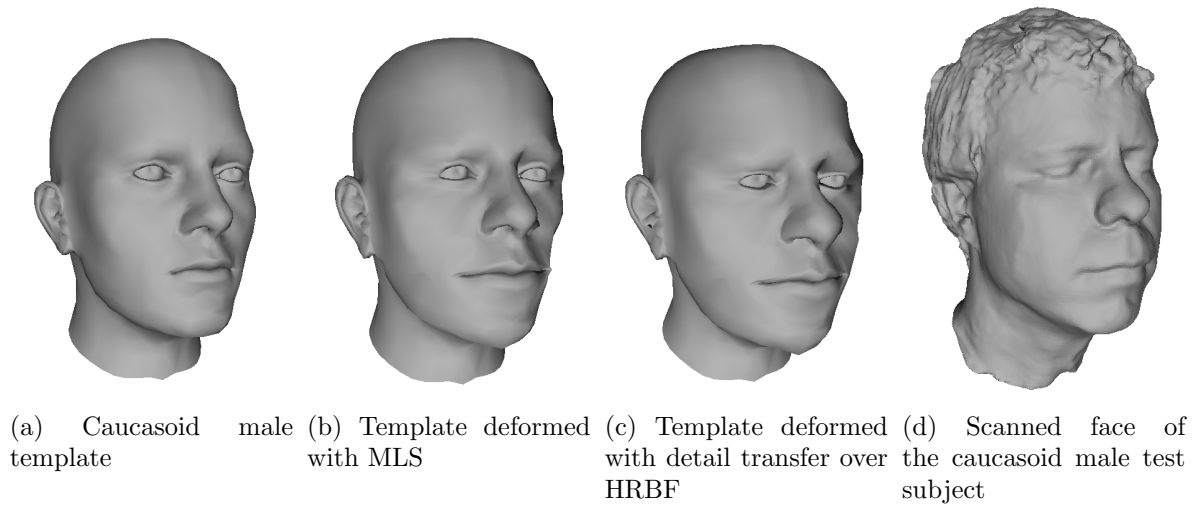 (a) Caucasoid male
template
(b) Template deformed
with MLS
(c) Template deformed
with detail transfer over
HRBF
(d) Scanned face of
the caucasoid male test
subject